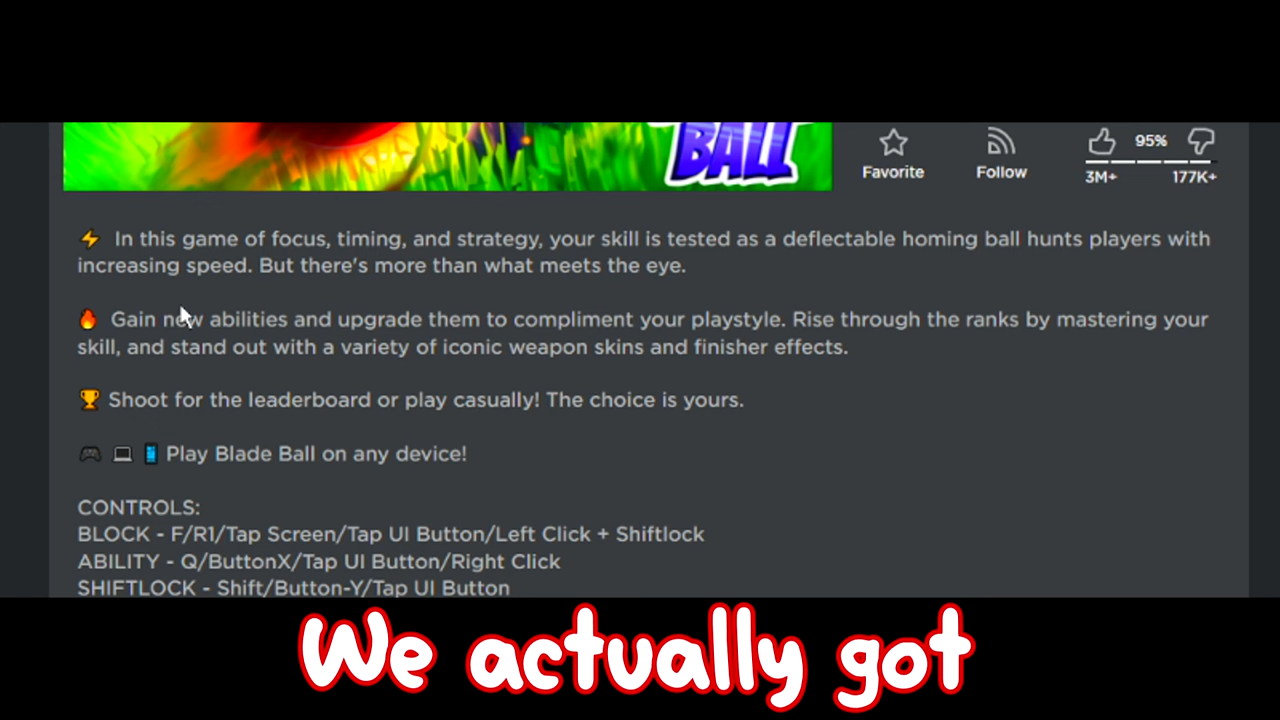 BALL
Favorite
Follow
95%
3M+
177K+
⚡ In this game of focus, timing, and strategy, your skill is tested as a deflectable homing ball hunts players with
increasing speed. But there's more than what meets the eye.
🔥 Gain new abilities and upgrade them to compliment your playstyle. Rise through the ranks by mastering your
skill, and stand out with a variety of iconic weapon skins and finisher effects.
🏆 Shoot for the leaderboard or play casually! The choice is yours.
🎮 💻 📱 Play Blade Ball on any device!
CONTROLS:
BLOCK - F/R1/Tap Screen/Tap UI Button/Left Click + Shiftlock
ABILITY - Q/ButtonX/Tap UI Button/Right Click
SHIFTLOCK - Shift/Button-Y/Tap UI Button
We actually got